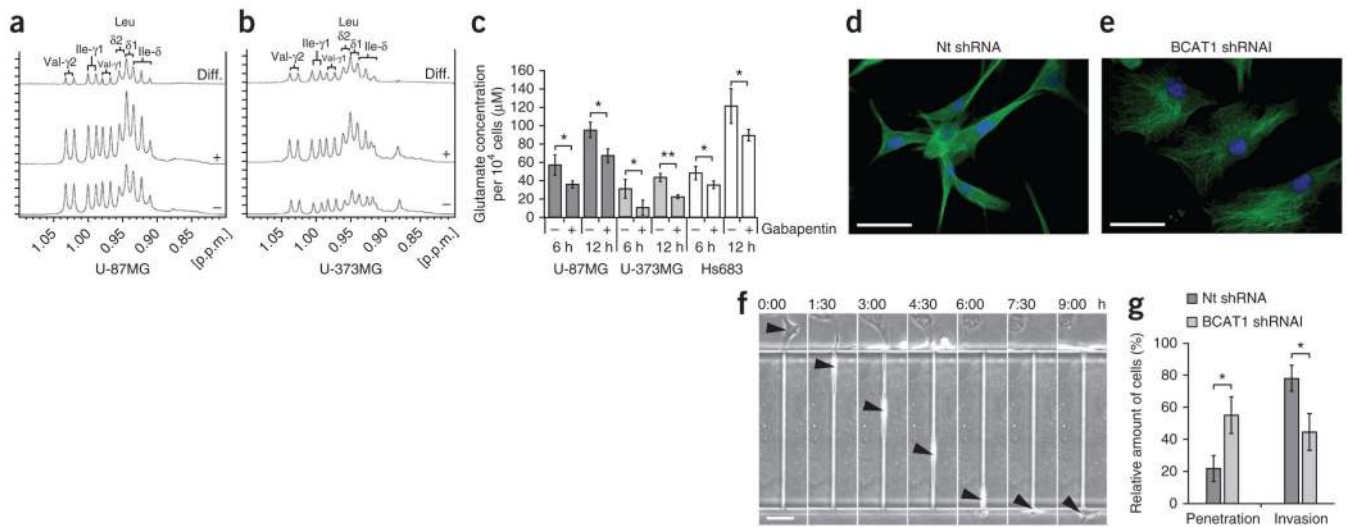 a
Leu
δ2 δ1
Ile-γ1 Ile-δ
Val-γ2 Val-γ1
Diff.
+
−
1.05 1.00 0.95 0.90 0.85 [p.p.m.]
U-87MG
b
Leu
δ2 δ1
Ile-γ1 Ile-δ
Val-γ2 Val-γ1
Diff.
+
−
1.05 1.00 0.95 0.90 0.85 [p.p.m.]
U-373MG
c
Glutamate concentration
per 10⁴ cells (μM)
160
140
120
100
80
60
40
20
0
* * * ** * *
− + − + − + − + − + − + Gabapentin
6 h 12 h 6 h 12 h 6 h 12 h
U-87MG U-373MG Hs683
d
Nt shRNA
e
BCAT1 shRNAI
f
0:00 1:30 3:00 4:30 6:00 7:30 9:00 h
g
Nt shRNA
BCAT1 shRNAI
Relative amount of cells (%)
100
80
60
40
20
0
* *
Penetration Invasion